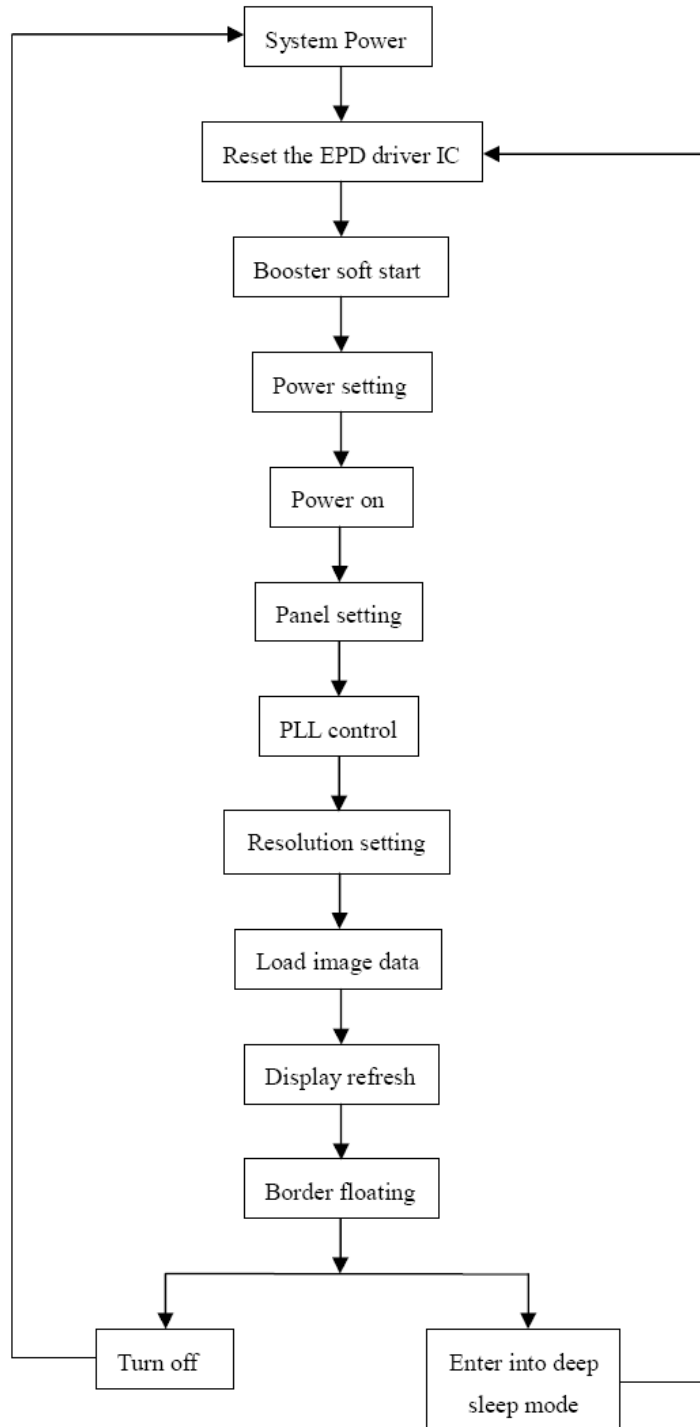 System Power
Reset the EPD driver IC
Booster soft start
Power setting
Power on
Panel setting
PLL control
Resolution setting
Load image data
Display refresh
Border floating
Turn off
Enter into deep
sleep mode